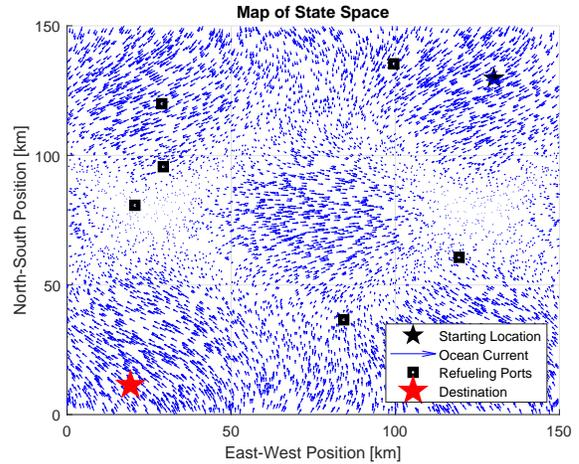 Map of State Space
150
100
50
0
North-South Position [km]
0 50 100 150
East-West Position [km]
Starting Location
Ocean Current
Refueling Ports
Destination